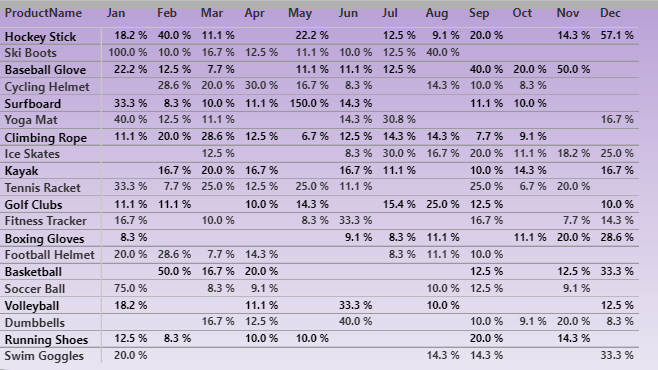 ProductName Jan Feb Mar Apr May Jun Jul Aug Sep Oct Nov Dec
Hockey Stick 18.2 % 40.0 % 11.1 % 22.2 % 12.5 % 9.1 % 20.0 % 14.3 % 57.1 %
Ski Boots 100.0 % 10.0 % 16.7 % 12.5 % 11.1 % 10.0 % 12.5 % 40.0 %
Baseball Glove 22.2 % 12.5 % 7.7 % 11.1 % 11.1 % 12.5 % 40.0 % 20.0 % 50.0 %
Cycling Helmet 28.6 % 20.0 % 30.0 % 16.7 % 8.3 % 14.3 % 10.0 % 8.3 %
Surfboard 33.3 % 8.3 % 10.0 % 11.1 % 150.0 % 14.3 % 11.1 % 10.0 %
Yoga Mat 40.0 % 12.5 % 11.1 % 14.3 % 30.8 % 16.7 %
Climbing Rope 11.1 % 20.0 % 28.6 % 12.5 % 6.7 % 12.5 % 14.3 % 14.3 % 7.7 % 9.1 %
Ice Skates 12.5 % 8.3 % 30.0 % 16.7 % 20.0 % 11.1 % 18.2 % 25.0 %
Kayak 16.7 % 20.0 % 16.7 % 16.7 % 11.1 % 10.0 % 14.3 % 16.7 %
Tennis Racket 33.3 % 7.7 % 25.0 % 12.5 % 25.0 % 11.1 % 25.0 % 6.7 % 20.0 %
Golf Clubs 11.1 % 11.1 % 10.0 % 14.3 % 15.4 % 25.0 % 12.5 % 10.0 %
Fitness Tracker 16.7 % 10.0 % 8.3 % 33.3 % 16.7 % 7.7 % 14.3 %
Boxing Gloves 8.3 % 9.1 % 8.3 % 11.1 % 11.1 % 20.0 % 28.6 %
Football Helmet 20.0 % 28.6 % 7.7 % 14.3 % 8.3 % 11.1 % 10.0 %
Basketball 50.0 % 16.7 % 20.0 % 12.5 % 12.5 % 33.3 %
Soccer Ball 75.0 % 8.3 % 9.1 % 10.0 % 12.5 % 9.1 %
Volleyball 18.2 % 11.1 % 33.3 % 10.0 % 12.5 %
Dumbbells 16.7 % 12.5 % 40.0 % 10.0 % 9.1 % 20.0 % 8.3 %
Running Shoes 12.5 % 8.3 % 10.0 % 10.0 % 20.0 % 14.3 %
Swim Goggles 20.0 % 14.3 % 14.3 % 33.3 %